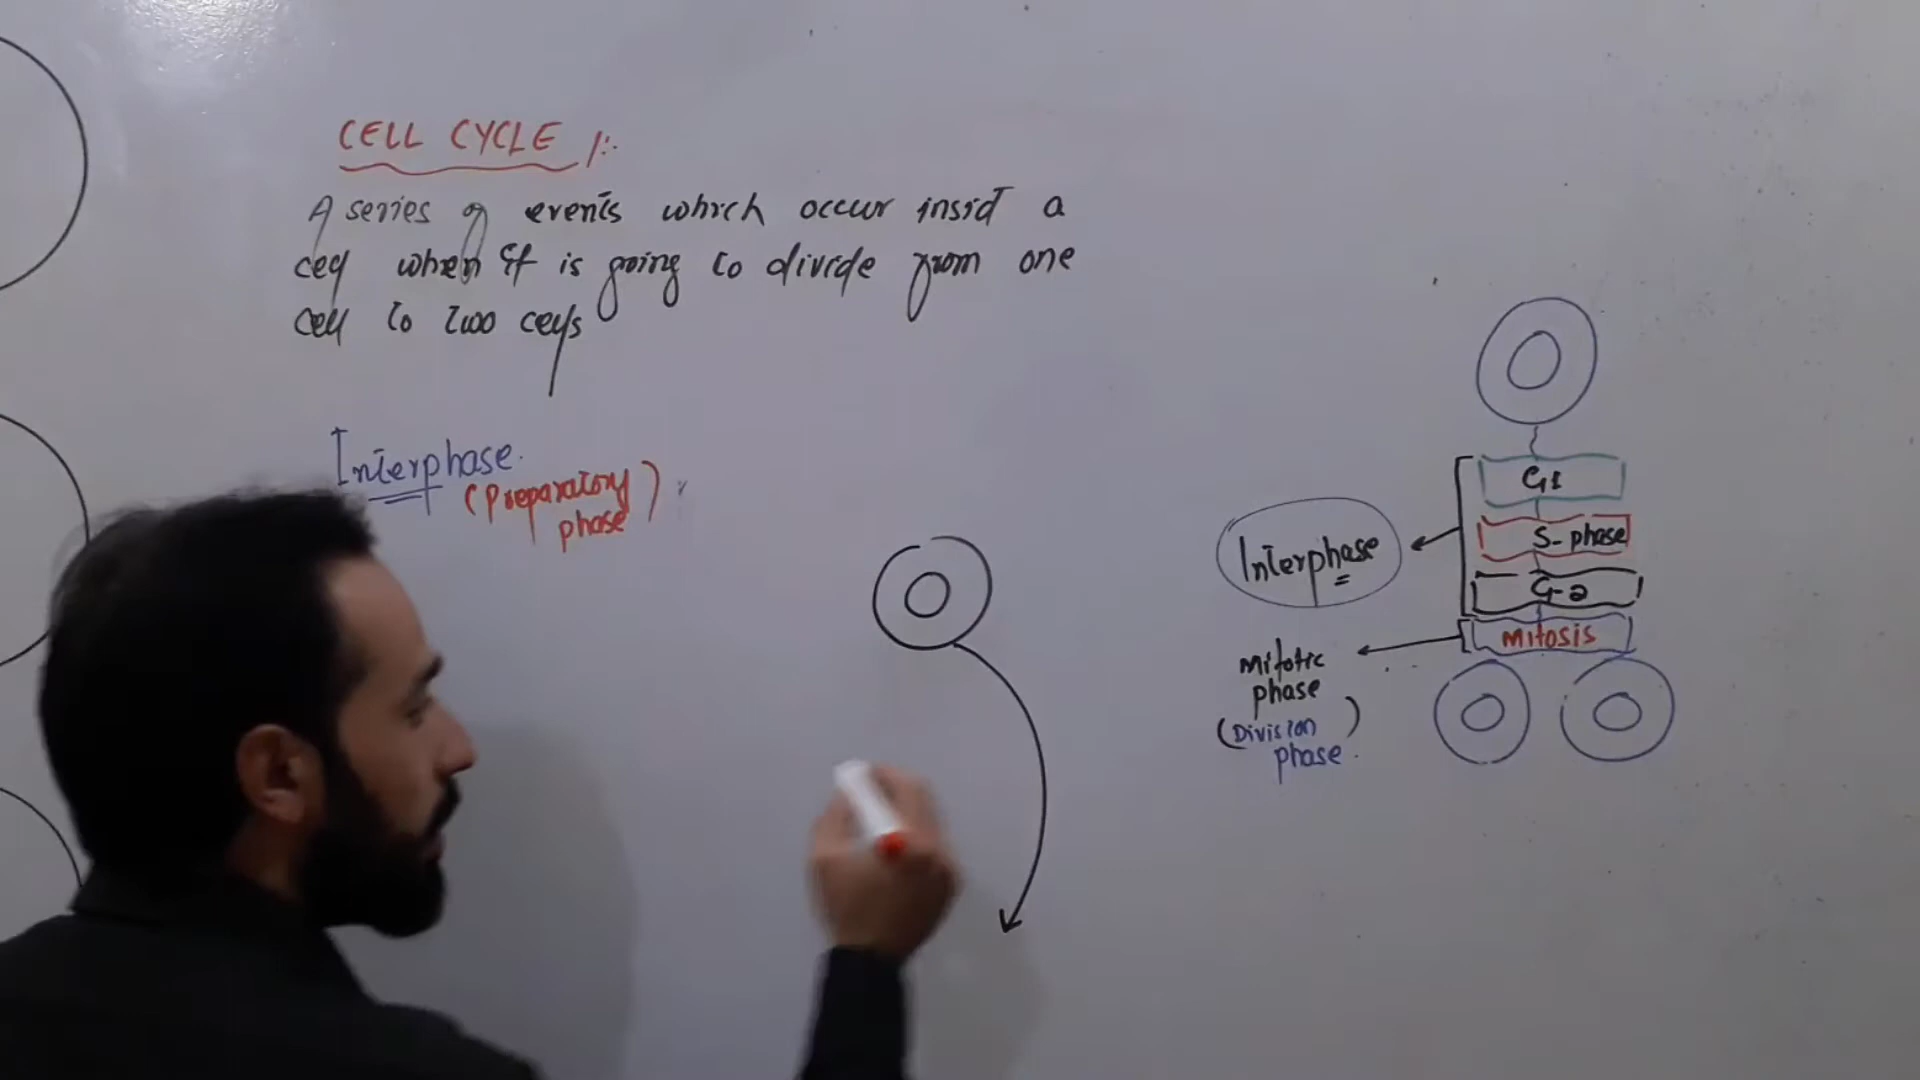 CELL CYCLE :-
A series of events which occur insid a
cell when it is going to divide from one
cell to two cells
Interphase.
(Preparatory
phase)
G1
S-phase
G-2
Mitosis
Interphase
Mitotic
phase
(Division
phase)